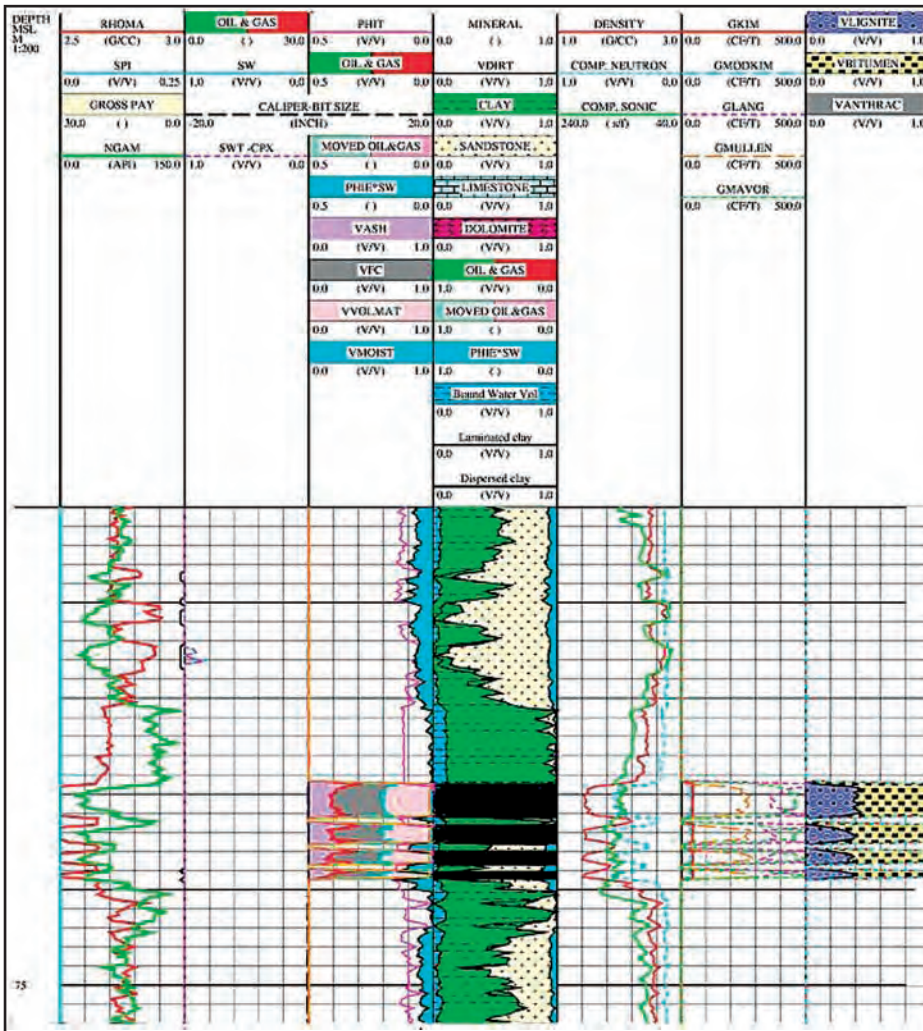 DEPTH
MSL
M
1:200
RHOMA
2.5 (G/CC) 3.0
SPI
0.0 (V/V) 0.25
GROSS PAY
20.0 ( ) 0.0
NGAM
0.0 (API) 150.0
OIL & GAS
0.0 ( ) 30.0
SW
1.0 (V/V) 0.0
CALIPER-BIT SIZE
-20.0 (INCH) 20.0
SWT -CPX
1.0 (V/V) 0.0
PHIT
0.5 (V/V) 0.0
OIL & GAS
0.5 (V/V) 0.0
MOVED OIL&GAS
0.5 (V/V) 0.0
PHIE*SW
0.5 ( ) 0.0
VASH
0.0 (V/V) 1.0
VFC
0.0 (V/V) 1.0
VVOLMAT
0.0 (V/V) 1.0
VMOIST
0.0 (V/V) 1.0
MINERAL
0.0 ( ) 1.0
VDIRT
0.0 (V/V) 1.0
CLAY
0.0 (V/V) 1.0
SANDSTONE
0.0 (V/V) 1.0
LIMESTONE
0.0 (V/V) 1.0
DOLOMITE
0.0 (V/V) 1.0
OIL & GAS
1.0 (V/V) 0.0
MOVED OIL&GAS
1.0 ( ) 0.0
PHIE*SW
1.0 ( ) 0.0
Bound Water Vol
0.0 (V/V) 1.0
Laminated clay
0.0 (V/V) 1.0
Dispersed clay
0.0 (V/V) 1.0
DENSITY
1.0 (G/CC) 3.0
COMP. NEUTRON
1.0 (V/V) 0.0
COMP. SONIC
240.0 40.0
GKIM
0.0 (CF/T) 500.0
GMODKIM
0.0 (CF/T) 500.0
GLANG
0.0 (CF/T) 500.0
GMULLEN
0.0 (CF/T) 500.0
GMAVOR
0.0 (CF/T) 500.0
VLIGNITE
0.0 (V/V) 1.0
VBITUMEN
0.0 (V/V) 1.0
VANTHRAC
0.0 (V/V) 1.0
75